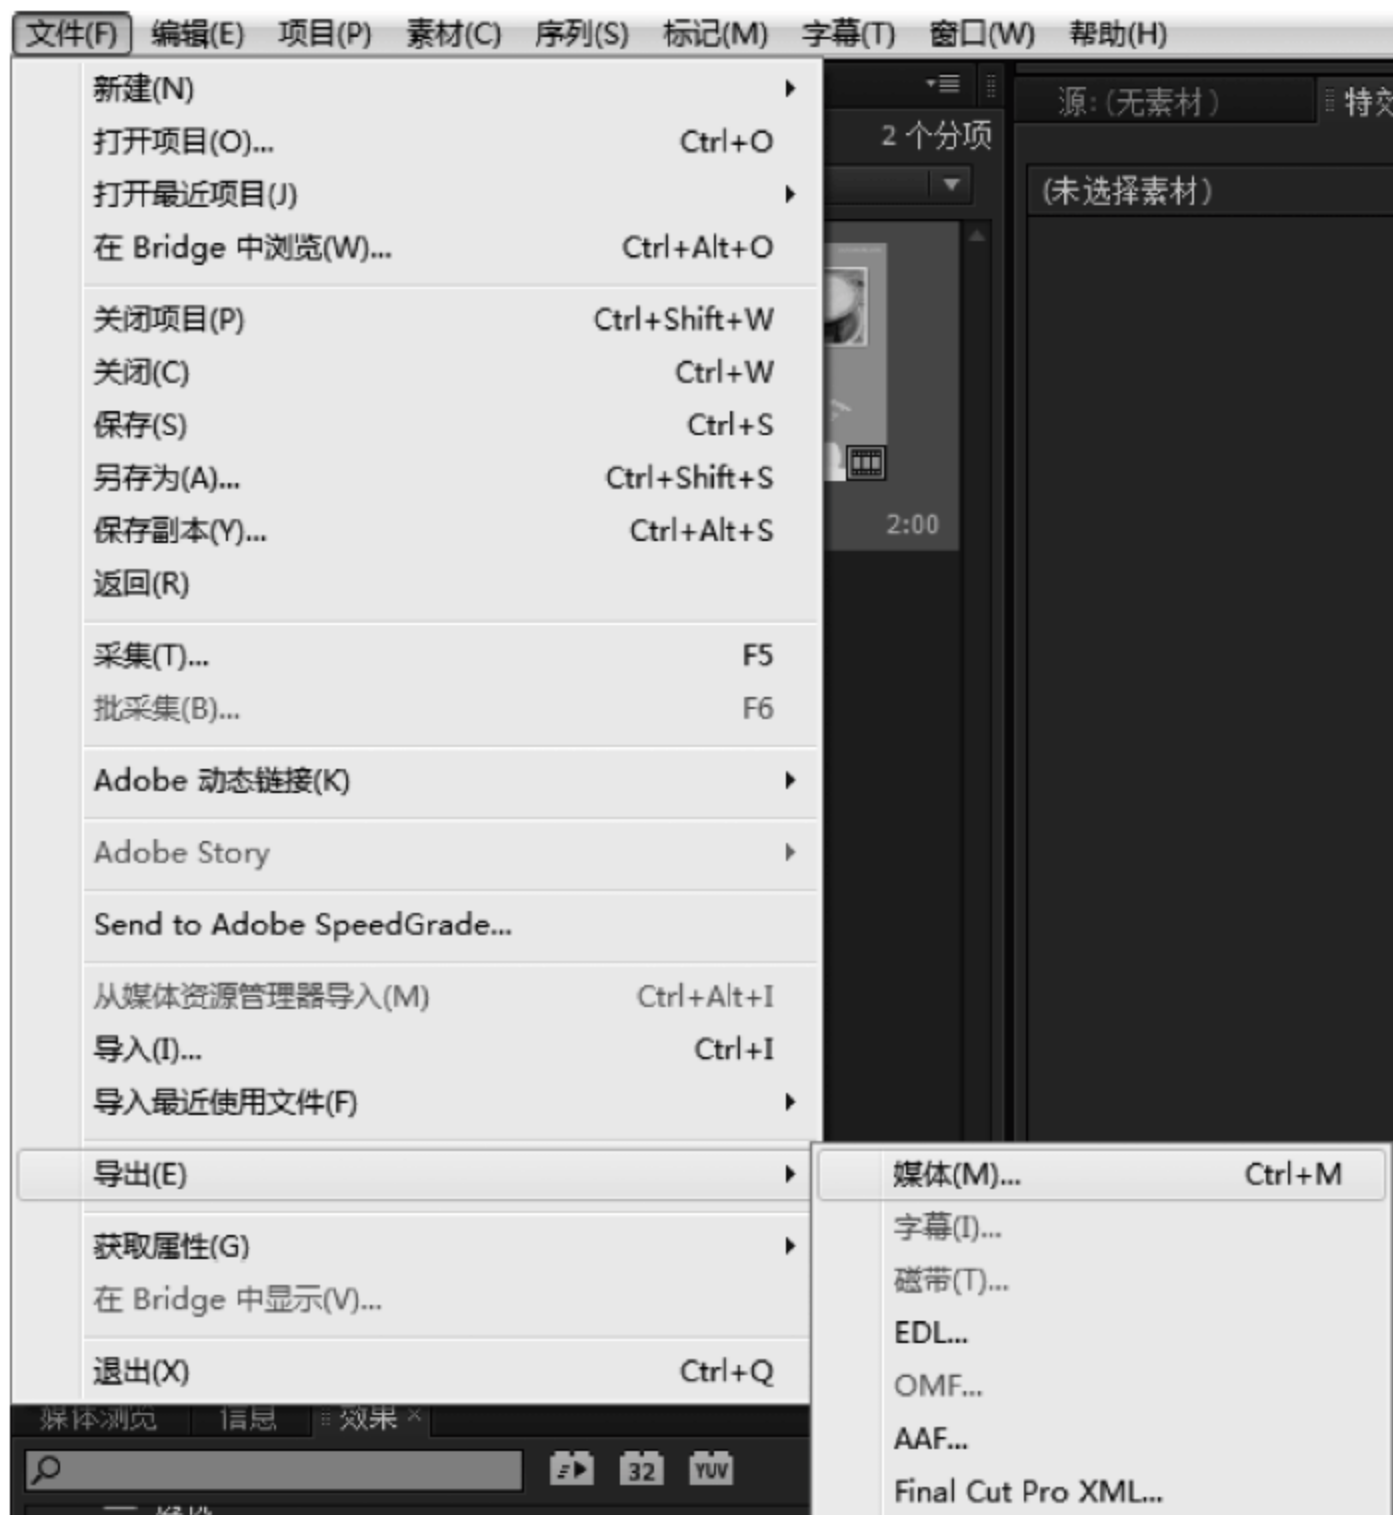 文件(F) 编辑(E) 项目(P) 素材(C) 序列(S) 标记(M) 字幕(T) 窗口(W) 帮助(H)
新建(N)
打开项目(O)... Ctrl+O
打开最近项目(J)
在 Bridge 中浏览(W)... Ctrl+Alt+O
关闭项目(P) Ctrl+Shift+W
关闭(C) Ctrl+W
保存(S) Ctrl+S
另存为(A)... Ctrl+Shift+S
保存副本(Y)... Ctrl+Alt+S
返回(R)
采集(T)... F5
批采集(B)... F6
Adobe 动态链接(K)
Adobe Story
Send to Adobe SpeedGrade...
从媒体资源管理器导入(M) Ctrl+Alt+I
导入(I)... Ctrl+I
导入最近使用文件(F)
导出(E)
获取属性(G)
在 Bridge 中显示(V)...
退出(X) Ctrl+Q
媒体(M)... Ctrl+M
字幕(I)...
磁带(T)...
EDL...
OMF...
AAF...
Final Cut Pro XML...
源: (无素材) 特效
2 个分项
(未选择素材)
2:00
媒体浏览 信息 效果 ×
32 YUV